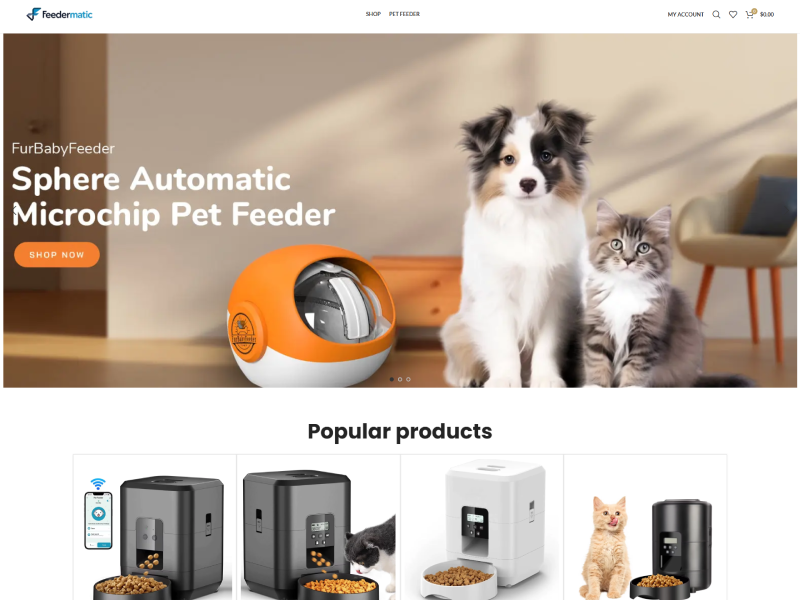 Feedermatic
SHOP PET FEEDER
MY ACCOUNT
0
$0.00
FurBabyFeeder
Sphere Automatic
Microchip Pet Feeder
SHOP NOW
Popular products